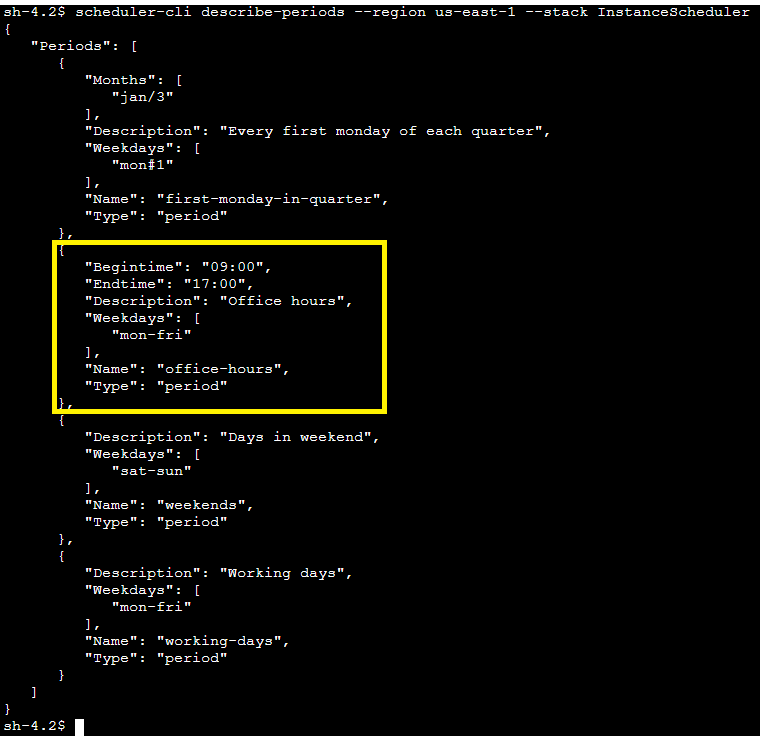 sh-4.2$ scheduler-cli describe-periods --region us-east-1 --stack InstanceScheduler
{
   "Periods": [
      {
         "Months": [
            "jan/3"
         ],
         "Description": "Every first monday of each quarter",
         "Weekdays": [
            "mon#1"
         ],
         "Name": "first-monday-in-quarter",
         "Type": "period"
      },
      {
         "Begintime": "09:00",
         "Endtime": "17:00",
         "Description": "Office hours",
         "Weekdays": [
            "mon-fri"
         ],
         "Name": "office-hours",
         "Type": "period"
      },
      {
         "Description": "Days in weekend",
         "Weekdays": [
            "sat-sun"
         ],
         "Name": "weekends",
         "Type": "period"
      },
      {
         "Description": "Working days",
         "Weekdays": [
            "mon-fri"
         ],
         "Name": "working-days",
         "Type": "period"
      }
   ]
}
sh-4.2$